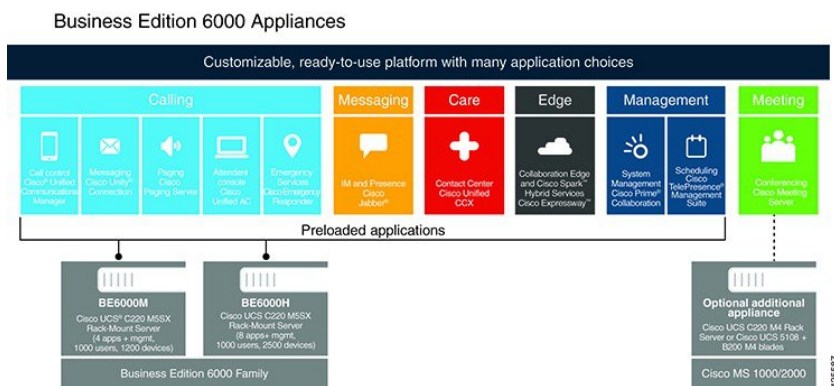 Business Edition 6000 Appliances
Customizable, ready-to-use platform with many application choices
Calling
Messaging
Care
Edge
Management
Meeting
Call control
Cisco® Unified
Communications
Manager
Messaging
Cisco Unity®
Connection
Paging
Cisco
Paging Server
Attendant
console
Cisco
Unified AC
Emergency
Services
Cisco Emergency
Responder
IM and Presence
Cisco
Jabber®
Contact Center
Cisco Unified
CCX
Collaboration Edge
and Cisco Spark™
Hybrid Services
Cisco Expressway™
System
Management
Cisco Prime®
Collaboration
Scheduling
Cisco
TelePresence®
Management
Suite
Conferencing
Cisco Meeting
Server
Preloaded applications
BE6000M
Cisco UCS® C220 M5SX
Rack-Mount Server
(4 apps+ mgmt,
1000 users, 1200 devices)
BE6000H
Cisco UCS C220 M5SX
Rack-Mount Server
(8 apps+ mgmt,
1000 users, 2500 devices)
Business Edition 6000 Family
Optional additional
appliance
Cisco UCS C220 M4 Rack
Server or Cisco UCS 5108 +
B200 M4 blades
Cisco MS 1000/2000